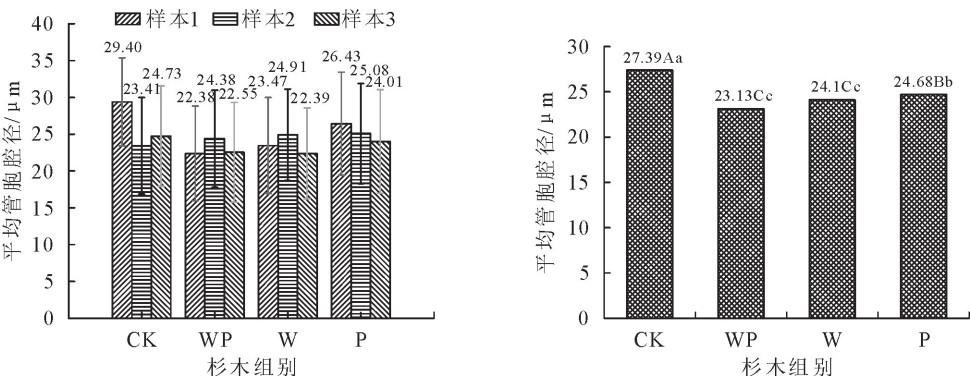 样本1 样本2 样本3
平均管胞腔径/μm
40
35
30
25
20
15
10
5
0
29.40
23.41
24.73
22.38
24.38
22.55
23.47
24.91
22.39
26.43
25.08
24.01
CK WP W P
杉木组别
平均管胞腔径/μm
30
25
20
15
10
5
0
27.39Aa
23.13Cc
24.1Cc
24.68Bb
CK WP W P
杉木组别